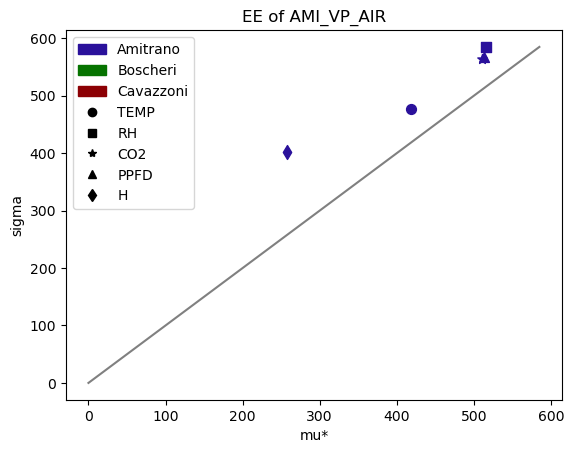 EE of AMI_VP_AIR
Amitrano
Boscheri
Cavazzoni
TEMP
RH
CO2
PPFD
H
600
500
400
300
200
100
0
sigma
0 100 200 300 400 500 600
mu*